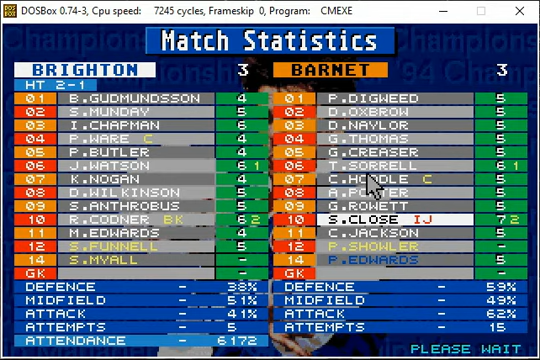 DOSBox 0.74-3, Cpu speed: 7245 cycles, Frameskip 0, Program: CMEXE
Match Statistics
BRIGHTON 3 BARNET 3
HT 2-1
01 B.GUDMUNDSSON 4 01 P.DIGWEED 5
02 S.MUNDAY 5 02 D.OXBROW 5
03 I.CHAPMAN 6 03 D.NAYLOR 5
04 P.WARE C 4 04 G.THOMAS 5
05 P.BUTLER 4 05 G.CREASER 5
06 J.WATSON 6 1 06 T.SORRELL 6 1
07 K.NOGAN 4 07 C.HODDLE C 5
08 D.WILKINSON 5 08 5
09 S.ANTHROBUS 5 09 G.ROWETT 5
10 R.CODNER BK 6 2 10 S.CLOSE IJ 7 2
11 M.EDWARDS 4 11 C.JACKSON 5
12 S.FUNNELL 5 12 P.SHOWLER -
14 S.MYALL - 14 P.EDWARDS -
GK GK
DEFENCE - 38% DEFENCE - 59%
MIDFIELD - 51% MIDFIELD - 49%
ATTACK - 41% ATTACK - 62%
ATTEMPTS - 5 ATTEMPTS - 15
ATTENDANCE - 6172
PLEASE WAIT